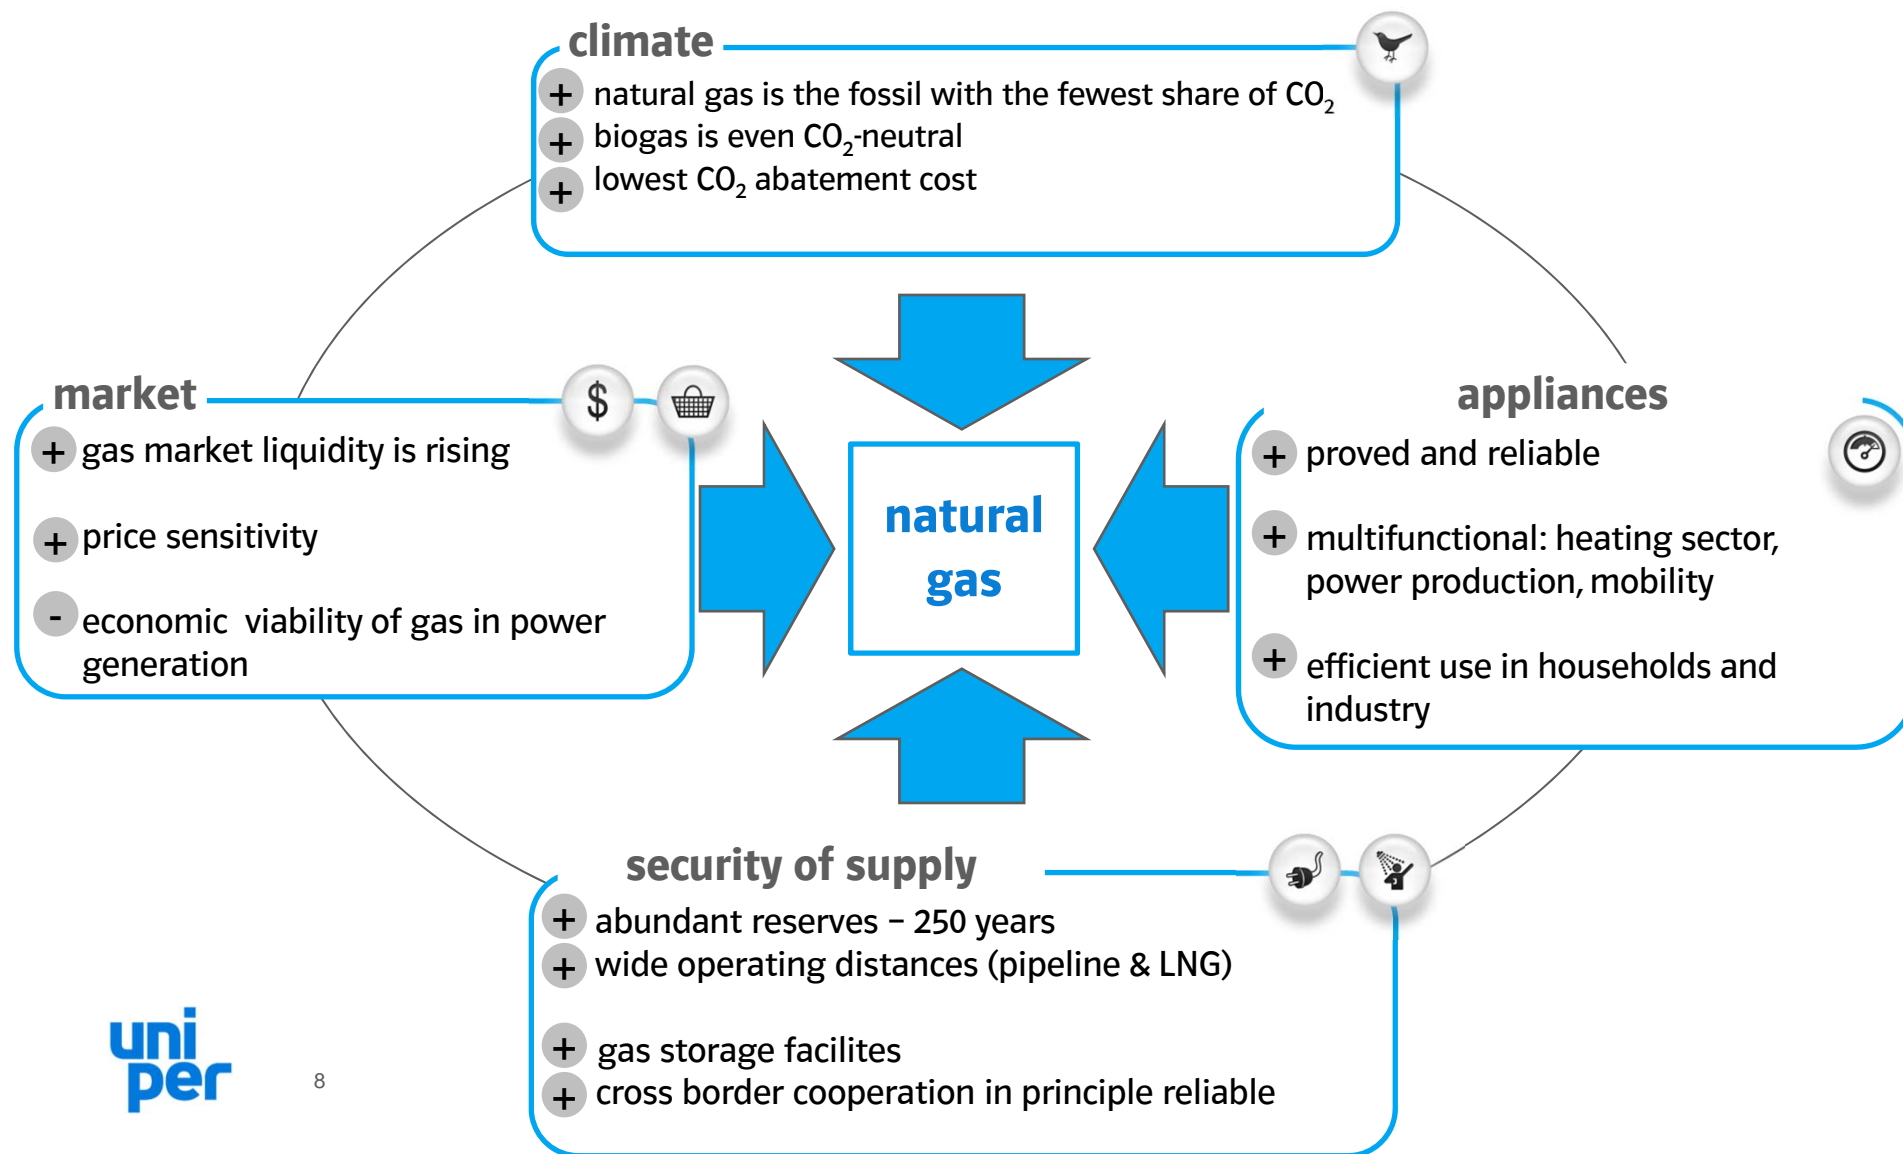 climate
+ natural gas is the fossil with the fewest share of CO₂
+ biogas is even CO₂-neutral
+ lowest CO₂ abatement cost
market
$
+ gas market liquidity is rising
+ price sensitivity
- economic viability of gas in power
generation
natural
gas
appliances
+ proved and reliable
+ multifunctional: heating sector,
power production, mobility
+ efficient use in households and
industry
security of supply
+ abundant reserves – 250 years
+ wide operating distances (pipeline & LNG)
+ gas storage facilites
+ cross border cooperation in principle reliable
uni
per
8